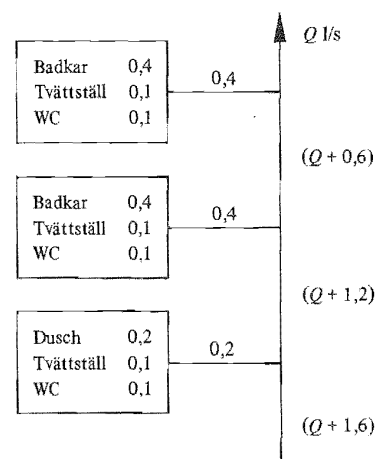 Q l/s
Badkar 0,4
Tvättställ 0,1
WC 0,1
0,4
(Q + 0,6)
Badkar 0,4
Tvättställ 0,1
WC 0,1
0,4
(Q + 1,2)
Dusch 0,2
Tvättställ 0,1
WC 0,1
0,2
(Q + 1,6)